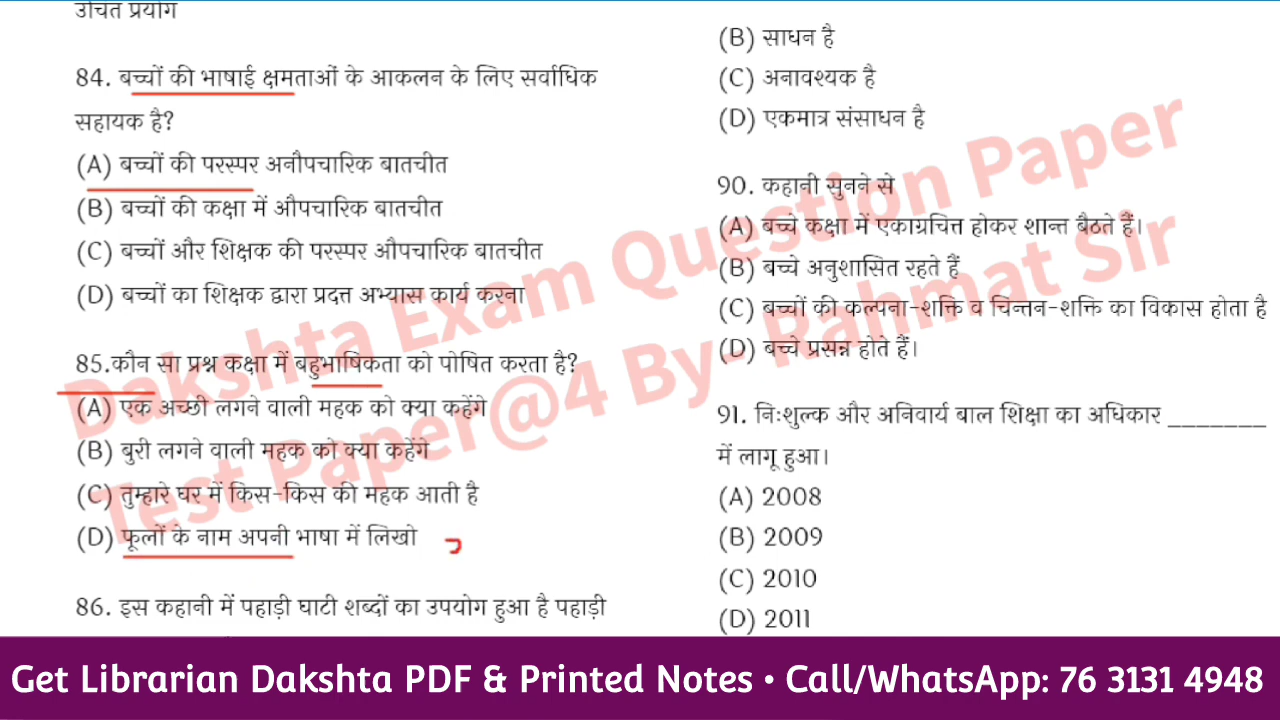 उचित प्रयोग
84. बच्चों की भाषाई क्षमताओं के आकलन के लिए सर्वाधिक
सहायक है?
(A) बच्चों की परस्पर अनौपचारिक बातचीत
(B) बच्चों की कक्षा में औपचारिक बातचीत
(C) बच्चों और शिक्षक की परस्पर औपचारिक बातचीत
(D) बच्चों का शिक्षक द्वारा प्रदत्त अभ्यास कार्य करना
85.कौन सा प्रश्न कक्षा में बहुभाषिकता को पोषित करता है?
(A) एक अच्छी लगने वाली महक को क्या कहेंगे
(B) बुरी लगने वाली महक को क्या कहेंगे
(C) तुम्हारे घर में किस-किस की महक आती है
(D) फूलों के नाम अपनी भाषा में लिखो
86. इस कहानी में पहाड़ी घाटी शब्दों का उपयोग हुआ है पहाड़ी
(B) साधन है
(C) अनावश्यक है
(D) एकमात्र संसाधन है
90. कहानी सुनने से
(A) बच्चे कक्षा में एकाग्रचित्त होकर शान्त बैठते हैं।
(B) बच्चे अनुशासित रहते हैं
(C) बच्चों की कल्पना-शक्ति व चिन्तन-शक्ति का विकास होता है
(D) बच्चे प्रसन्न होते हैं।
91. निःशुल्क और अनिवार्य बाल शिक्षा का अधिकार _______
में लागू हुआ।
(A) 2008
(B) 2009
(C) 2010
(D) 2011
Dakshta Exam Question Paper
Test Paper@4 By- Rahmat Sir
Get Librarian Dakshta PDF & Printed Notes • Call/WhatsApp: 76 3131 4948